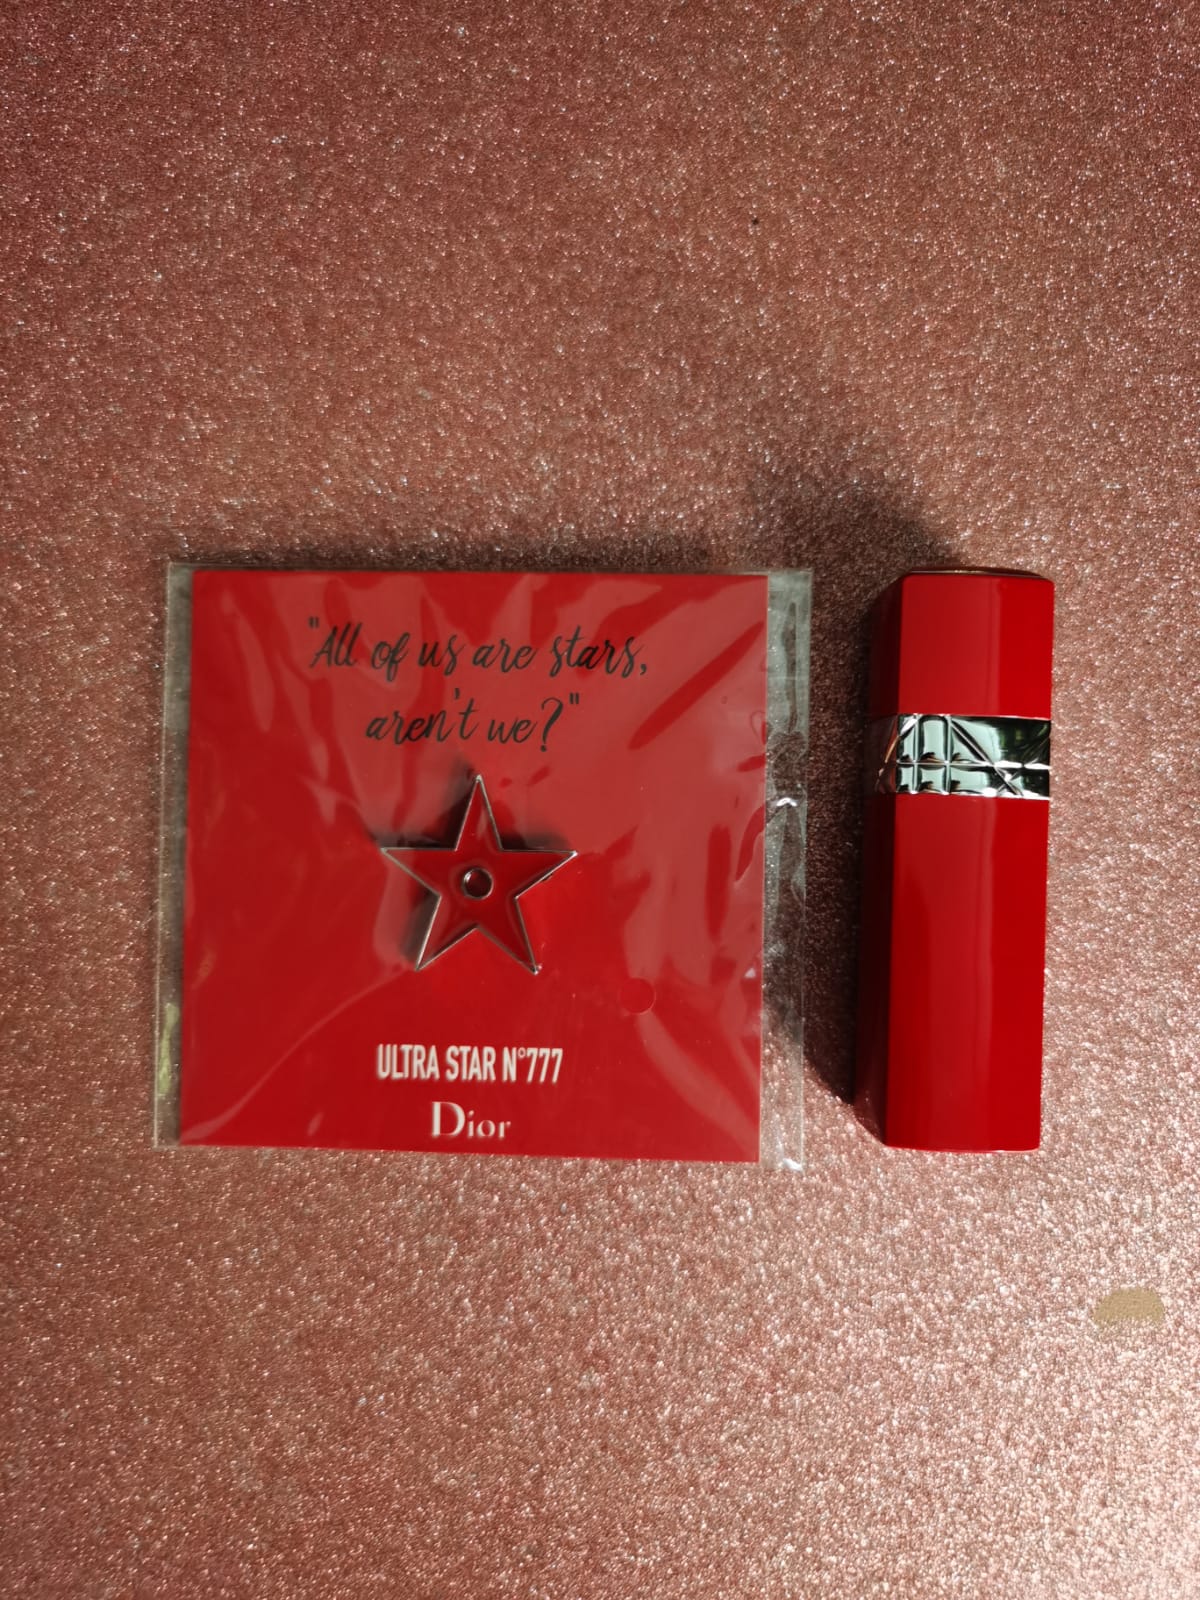 "All of us are stars,
aren't we?"
ULTRA STAR N°777
Dior